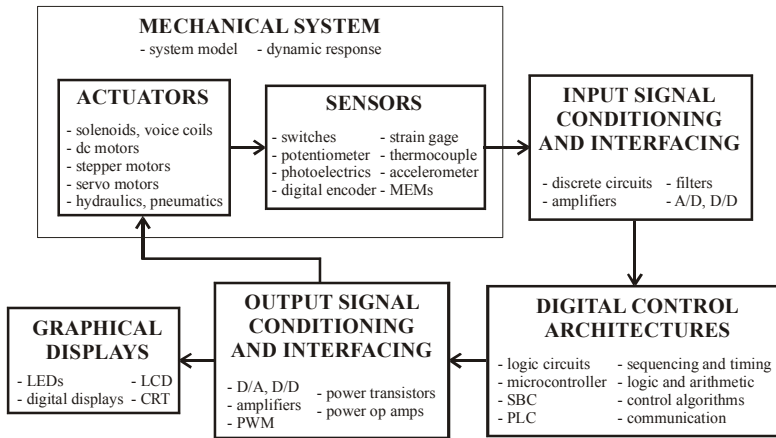 MECHANICAL SYSTEM
- system model - dynamic response
ACTUATORS
- solenoids, voice coils
- dc motors
- stepper motors
- servo motors
- hydraulics, pneumatics
SENSORS
- switches - strain gage
- potentiometer - thermocouple
- photoelectrics - accelerometer
- digital encoder - MEMs
INPUT SIGNAL
CONDITIONING
AND INTERFACING
- discrete circuits - filters
- amplifiers - A/D, D/D
GRAPHICAL
DISPLAYS
- LEDs - LCD
- digital displays - CRT
OUTPUT SIGNAL
CONDITIONING
AND INTERFACING
- D/A, D/D - power transistors
- amplifiers - power op amps
- PWM
DIGITAL CONTROL
ARCHITECTURES
- logic circuits - sequencing and timing
- microcontroller - logic and arithmetic
- SBC - control algorithms
- PLC - communication